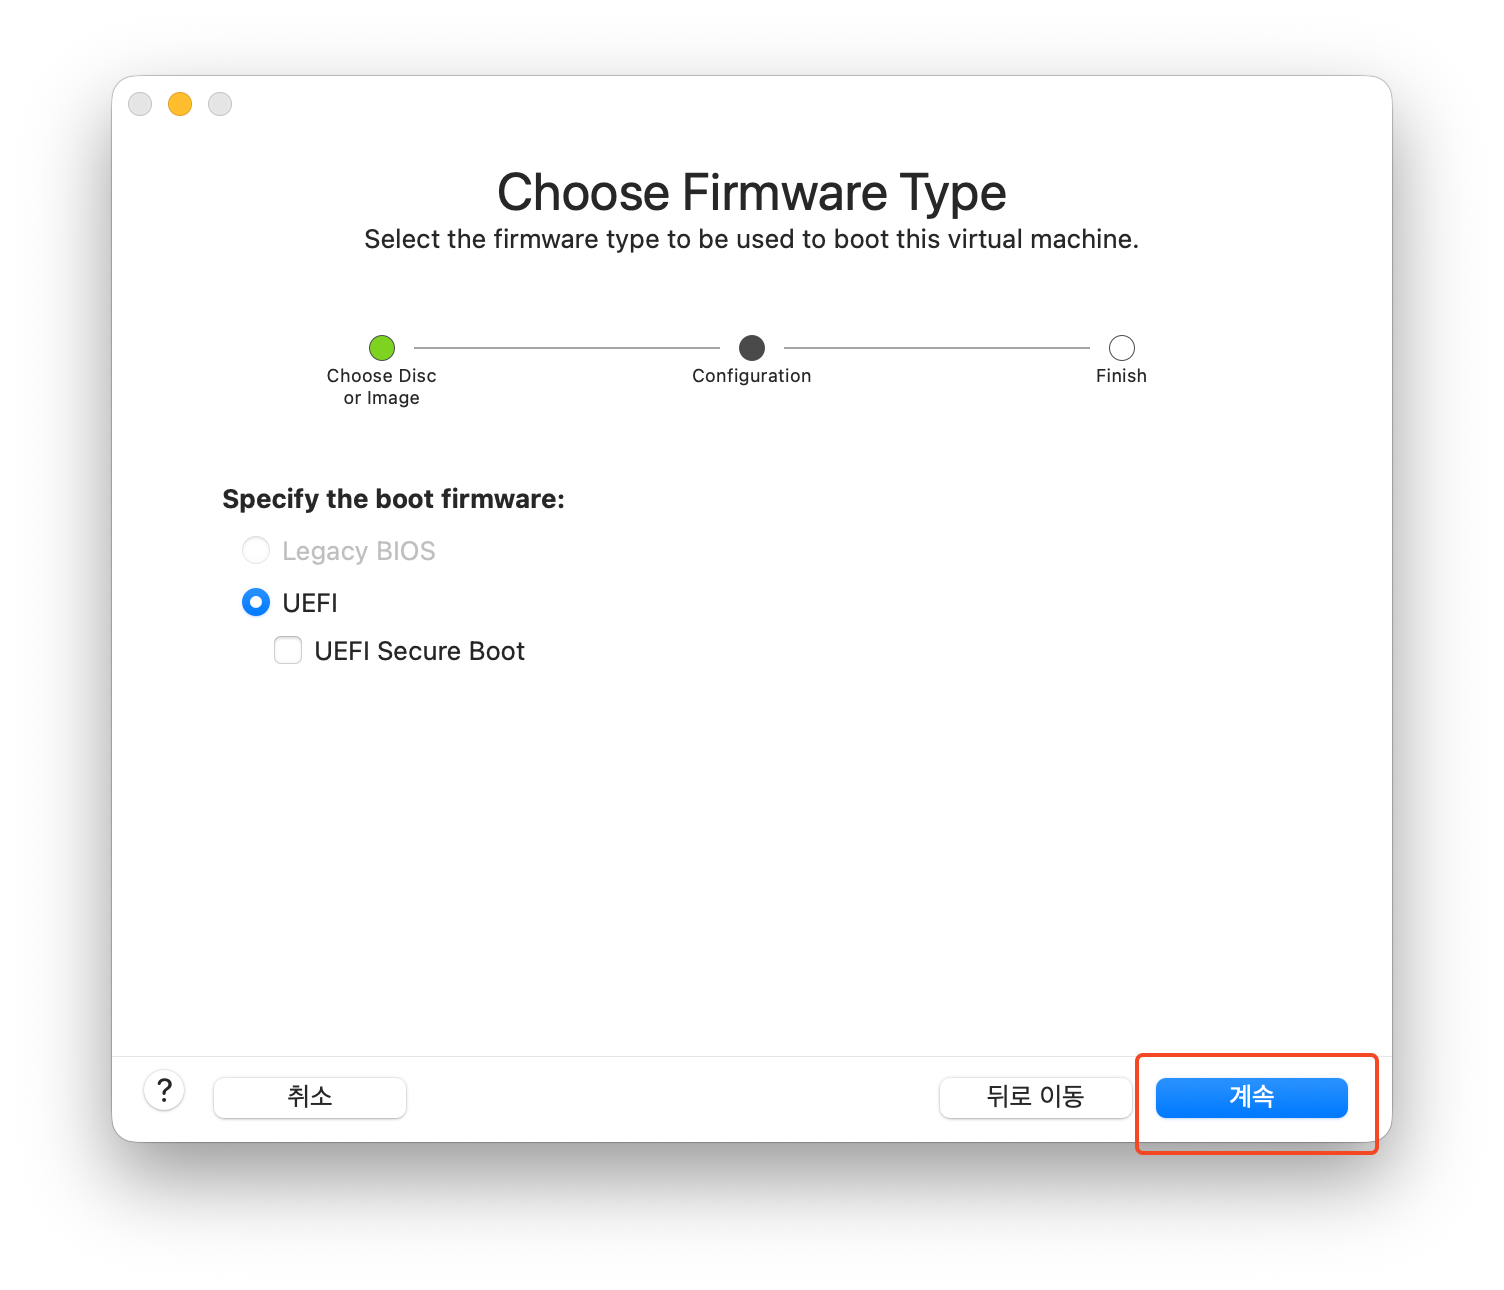 Choose Firmware Type
Select the firmware type to be used to boot this virtual machine.
Choose Disc
or Image
Configuration
Finish
Specify the boot firmware:
Legacy BIOS
UEFI
UEFI Secure Boot
?
취소
뒤로 이동
계속